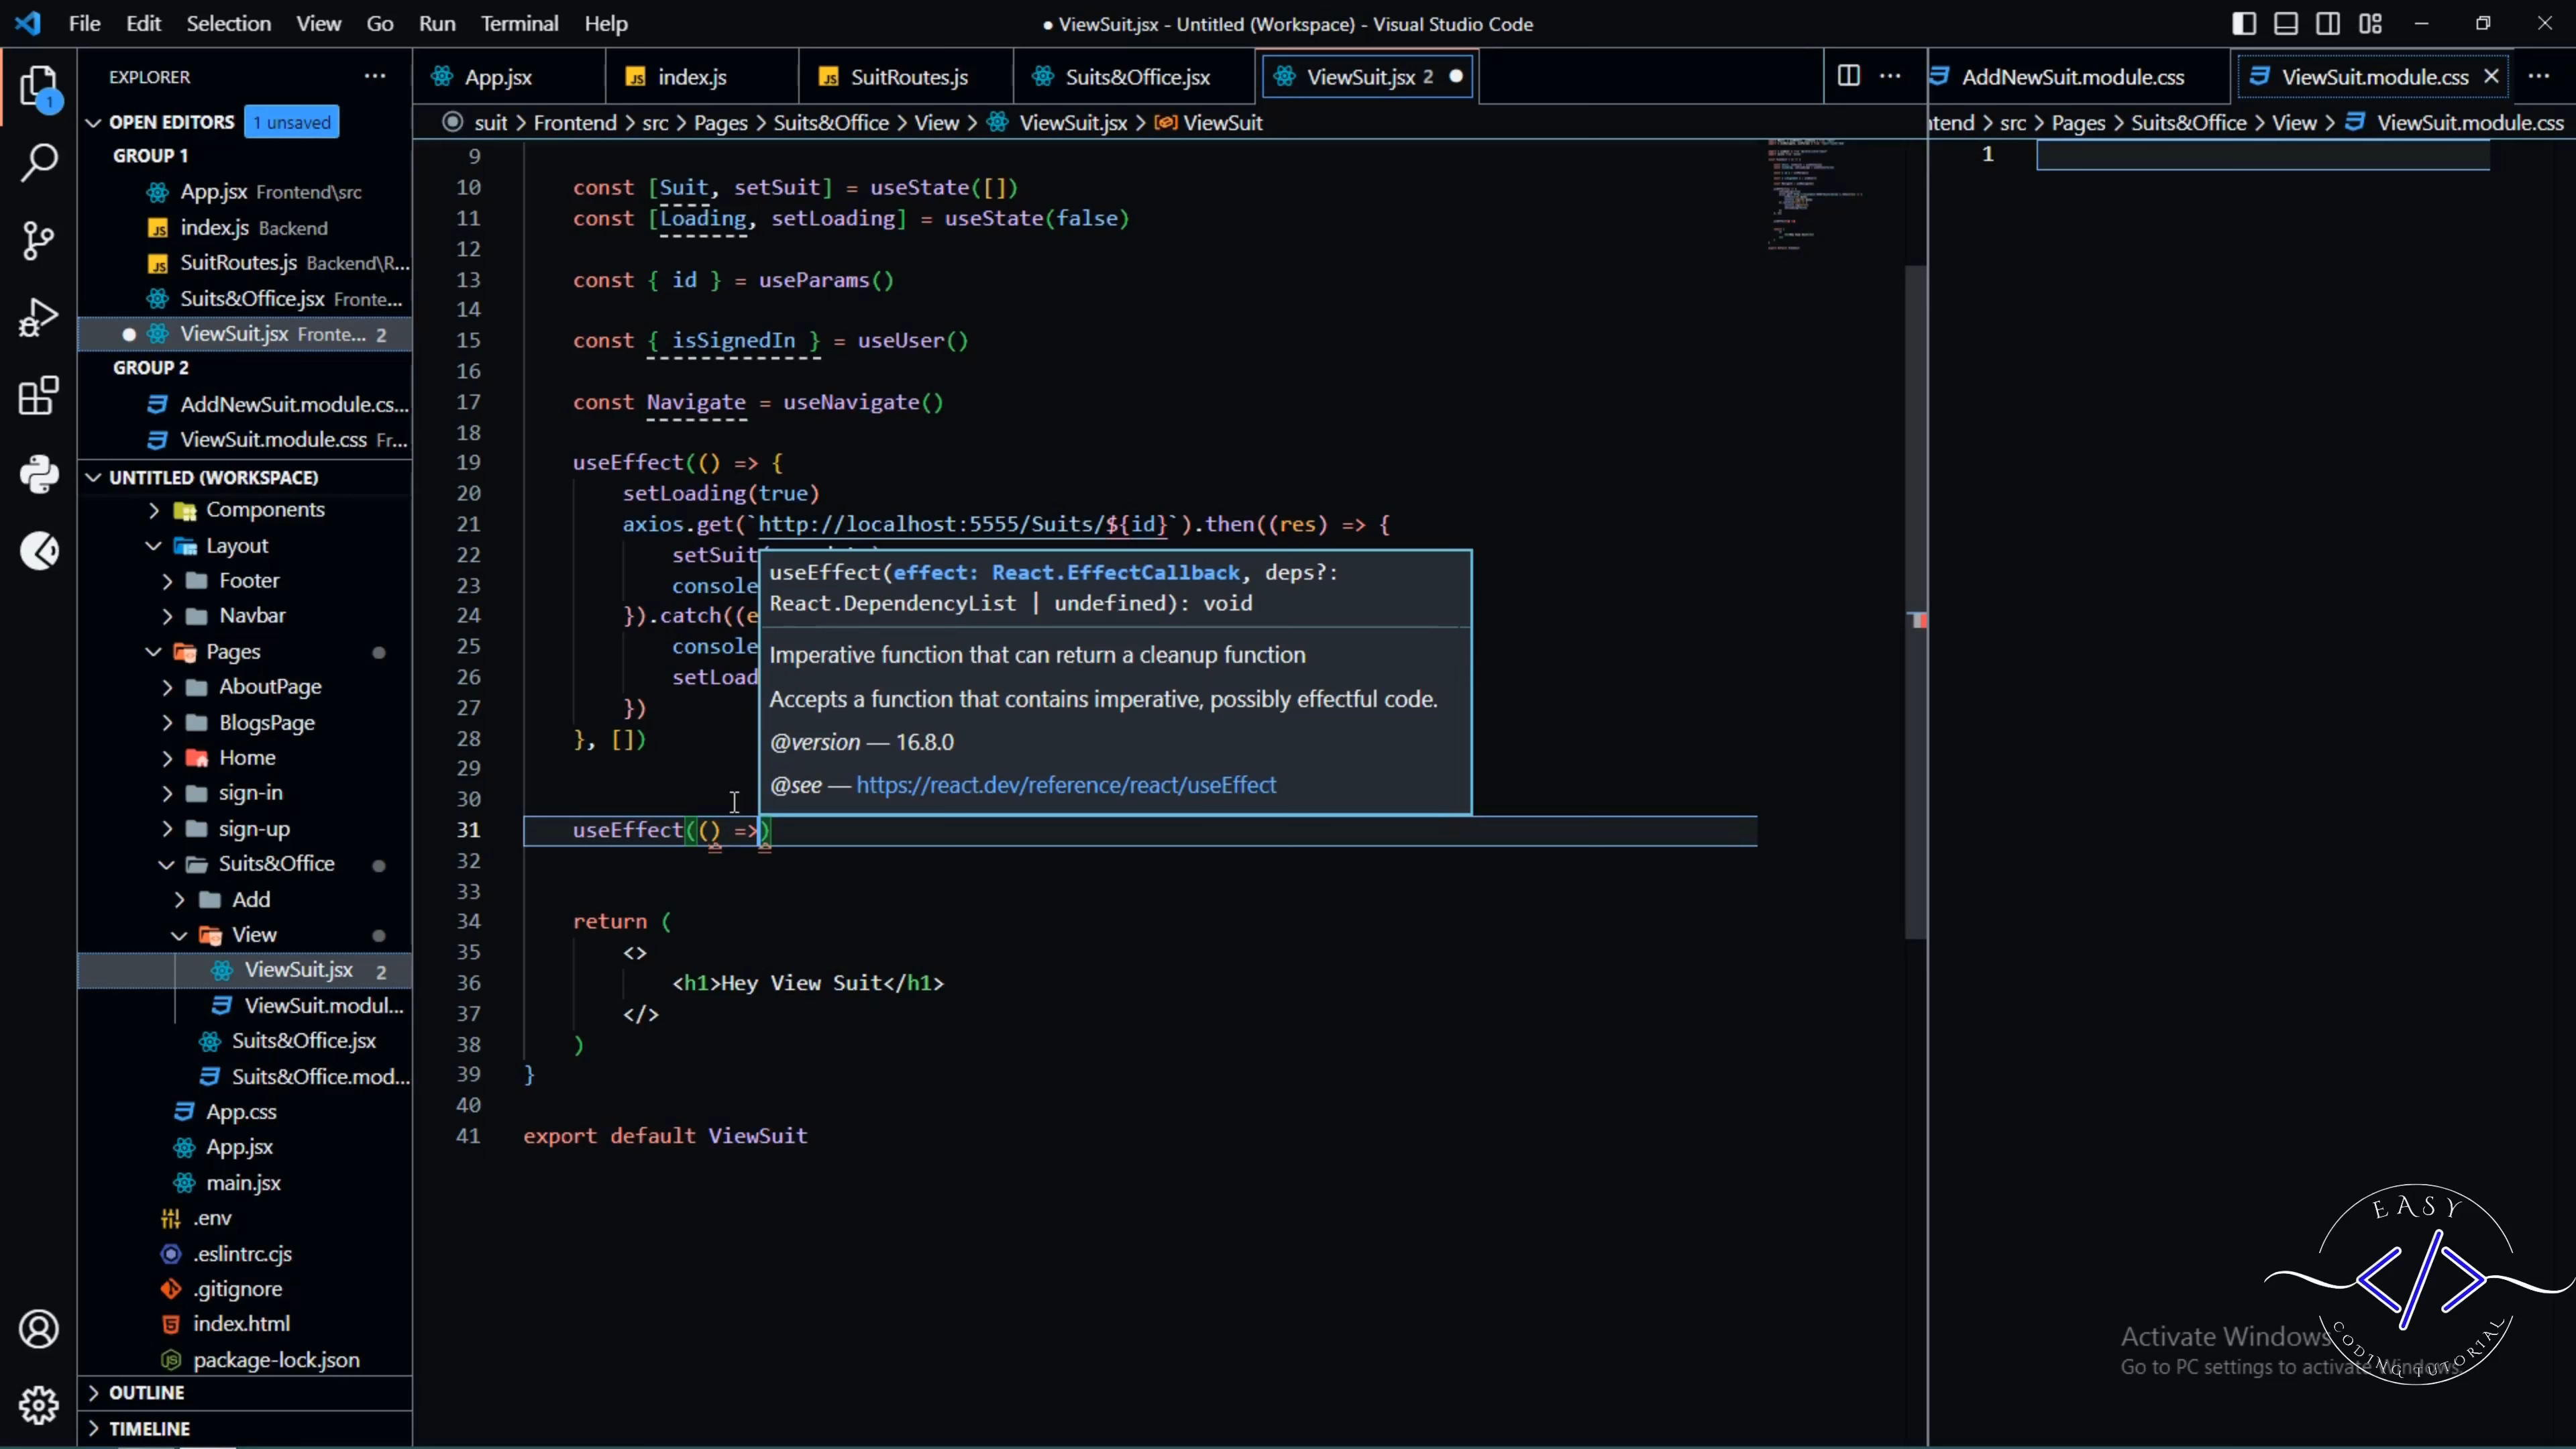 File Edit Selection View Go Run Terminal Help
● ViewSuit.jsx - Untitled (Workspace) - Visual Studio Code
EXPLORER
OPEN EDITORS 1 unsaved
GROUP 1
App.jsx Frontend\src
index.js Backend
SuitRoutes.js Backend\R...
Suits&Office.jsx Fronte...
ViewSuit.jsx Fronte... 2
GROUP 2
AddNewSuit.module.cs...
ViewSuit.module.css Fr...
UNTITLED (WORKSPACE)
Components
Layout
Footer
Navbar
Pages
AboutPage
BlogsPage
Home
sign-in
sign-up
Suits&Office
Add
View
ViewSuit.jsx 2
ViewSuit.modul...
Suits&Office.jsx
Suits&Office.mod...
App.css
App.jsx
main.jsx
.env
.eslintrc.cjs
.gitignore
index.html
package-lock.json
OUTLINE
TIMELINE
1
App.jsx
index.js
SuitRoutes.js
Suits&Office.jsx
ViewSuit.jsx 2
suit > Frontend > src > Pages > Suits&Office > View > ViewSuit.jsx > ViewSuit
9
10 const [Suit, setSuit] = useState([])
11 const [Loading, setLoading] = useState(false)
12
13 const { id } = useParams()
14
15 const { isSignedIn } = useUser()
16
17 const Navigate = useNavigate()
18
19 useEffect(() => {
20 setLoading(true)
21 axios.get(`http://localhost:5555/Suits/${id}`).then((res) => {
22 setSuit
23 console
24 }).catch((e
25 console
26 setLoad
27 })
28 }, [])
29
30
31 useEffect(() =>)
32
33
34 return (
35 <>
36 <h1>Hey View Suit</h1>
37 </>
38 )
39 }
40
41 export default ViewSuit
useEffect(effect: React.EffectCallback, deps?:
React.DependencyList | undefined): void
Imperative function that can return a cleanup function
Accepts a function that contains imperative, possibly effectful code.
@version — 16.8.0
@see — https://react.dev/reference/react/useEffect
AddNewSuit.module.css
ViewSuit.module.css
ntend > src > Pages > Suits&Office > View > ViewSuit.module.css
1
EASY
CODING TUTORIAL
Activate Windows
Go to PC settings to activate Windows.